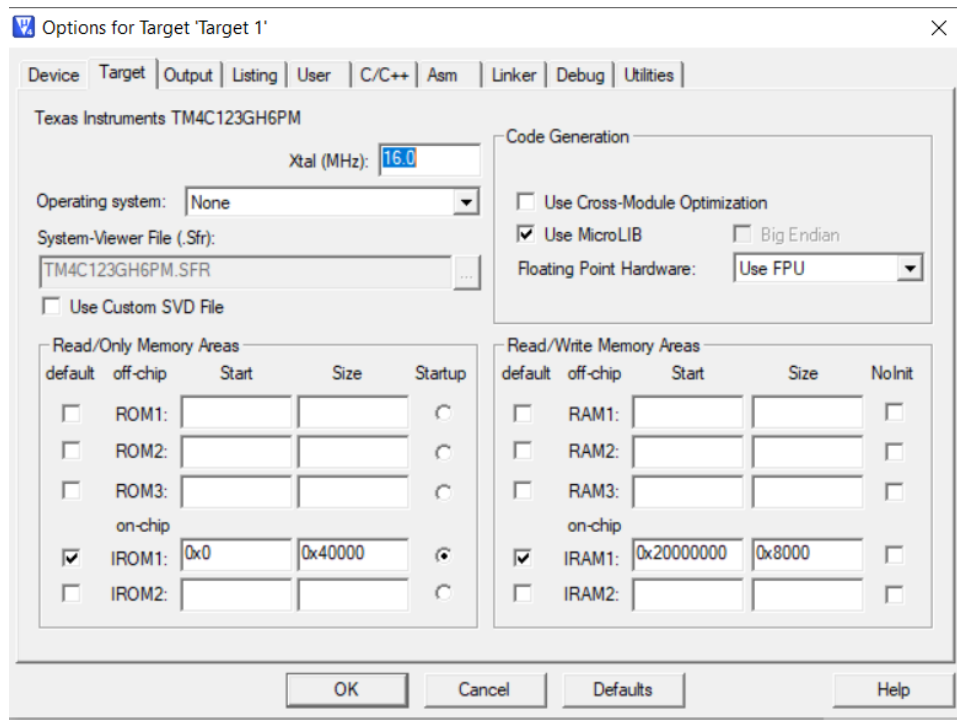 Options for Target 'Target 1'
Device Target Output Listing User C/C++ Asm Linker Debug Utilities
Texas Instruments TM4C123GH6PM
Xtal (MHz): 16.0
Operating system: None
System-Viewer File (.Sfr):
TM4C123GH6PM.SFR ...
Use Custom SVD File
Code Generation
Use Cross-Module Optimization
Use MicroLIB Big Endian
Floating Point Hardware: Use FPU
Read/Only Memory Areas
default off-chip Start Size Startup
ROM1:
ROM2:
ROM3:
on-chip
IROM1: 0x0 0x40000
IROM2:
Read/Write Memory Areas
default off-chip Start Size NoInit
RAM1:
RAM2:
RAM3:
on-chip
IRAM1: 0x20000000 0x8000
IRAM2:
OK Cancel Defaults Help